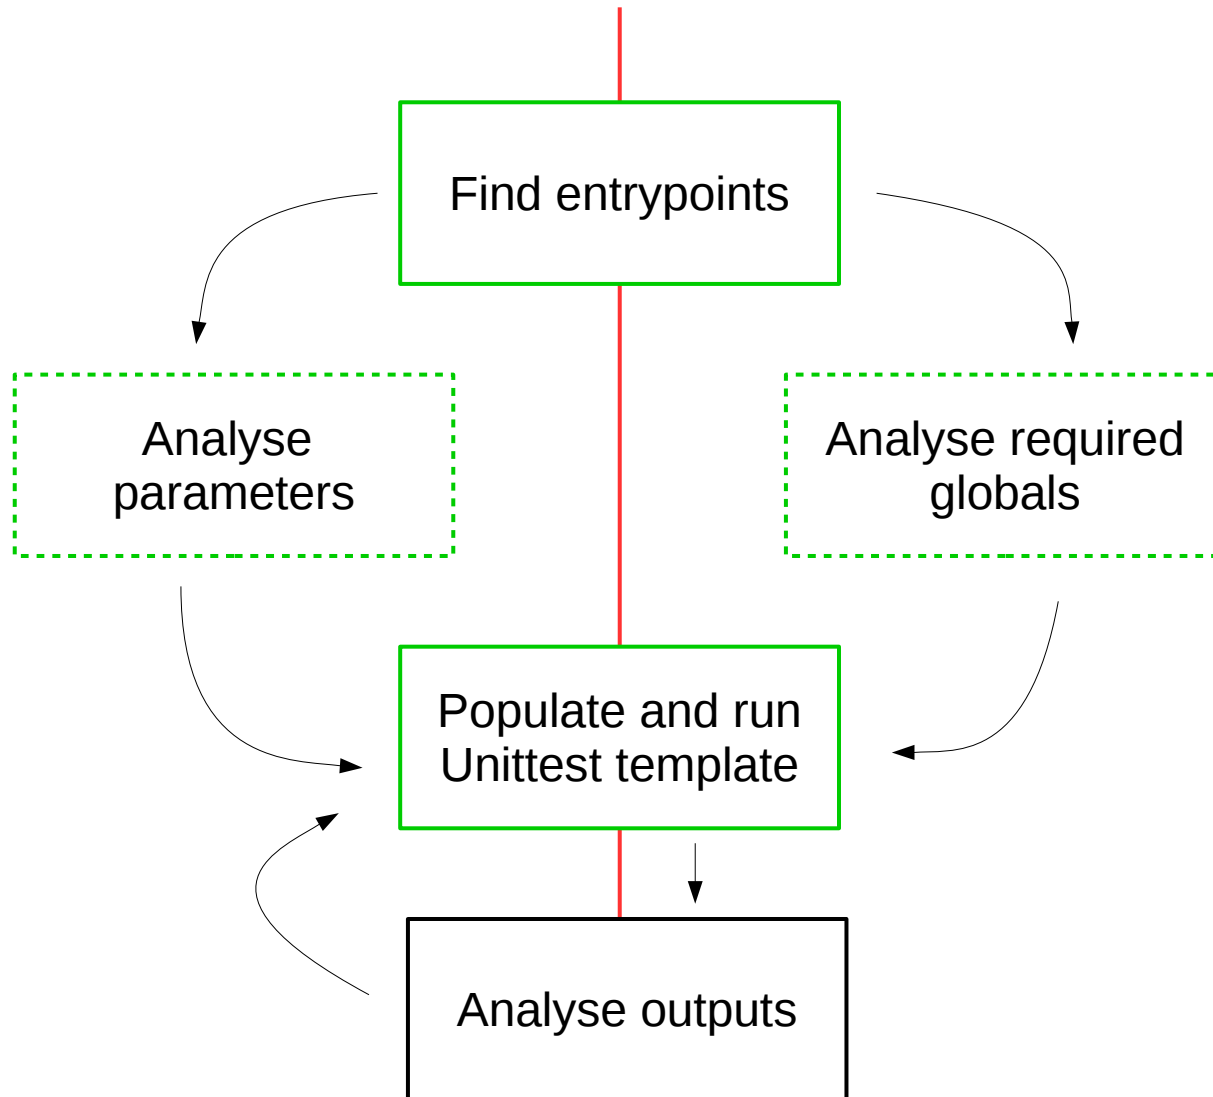 Find entrypoints
Analyse
parameters
Analyse required
globals
Populate and run
Unittest template
Analyse outputs